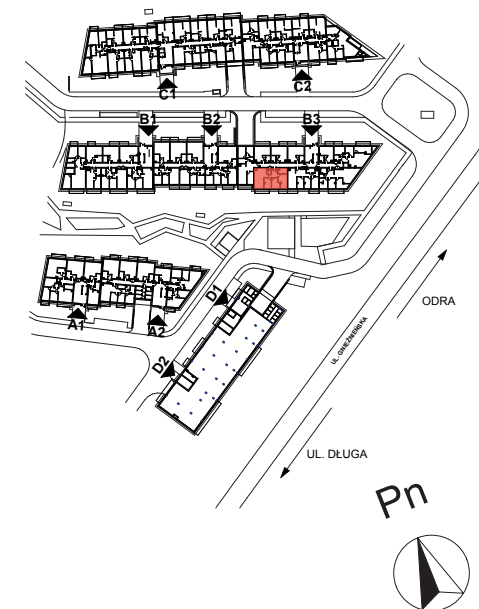 C1
C2
B1
B2
B3
D1
A1
A2
D2
ODRA
UL. GNIEŹNIEŃSKA
UL. DŁUGA
Pn